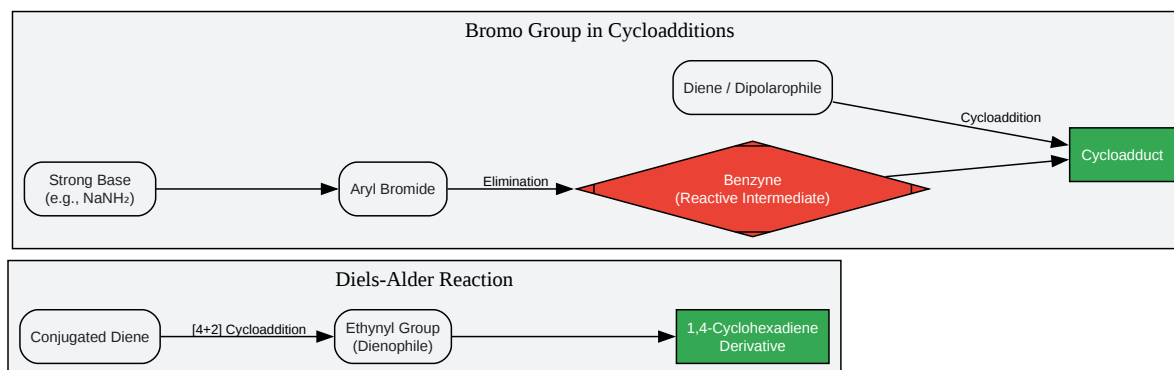 Bromo Group in Cycloadditions
Diene / Dipolarophile
Cycloaddition
Cycloadduct
Strong Base
(e.g., NaNH₂)
Aryl Bromide
Elimination
Benzyne
(Reactive Intermediate)
Diels-Alder Reaction
Conjugated Diene
[4+2] Cycloaddition
Ethynyl Group
(Dienophile)
1,4-Cyclohexadiene
Derivative